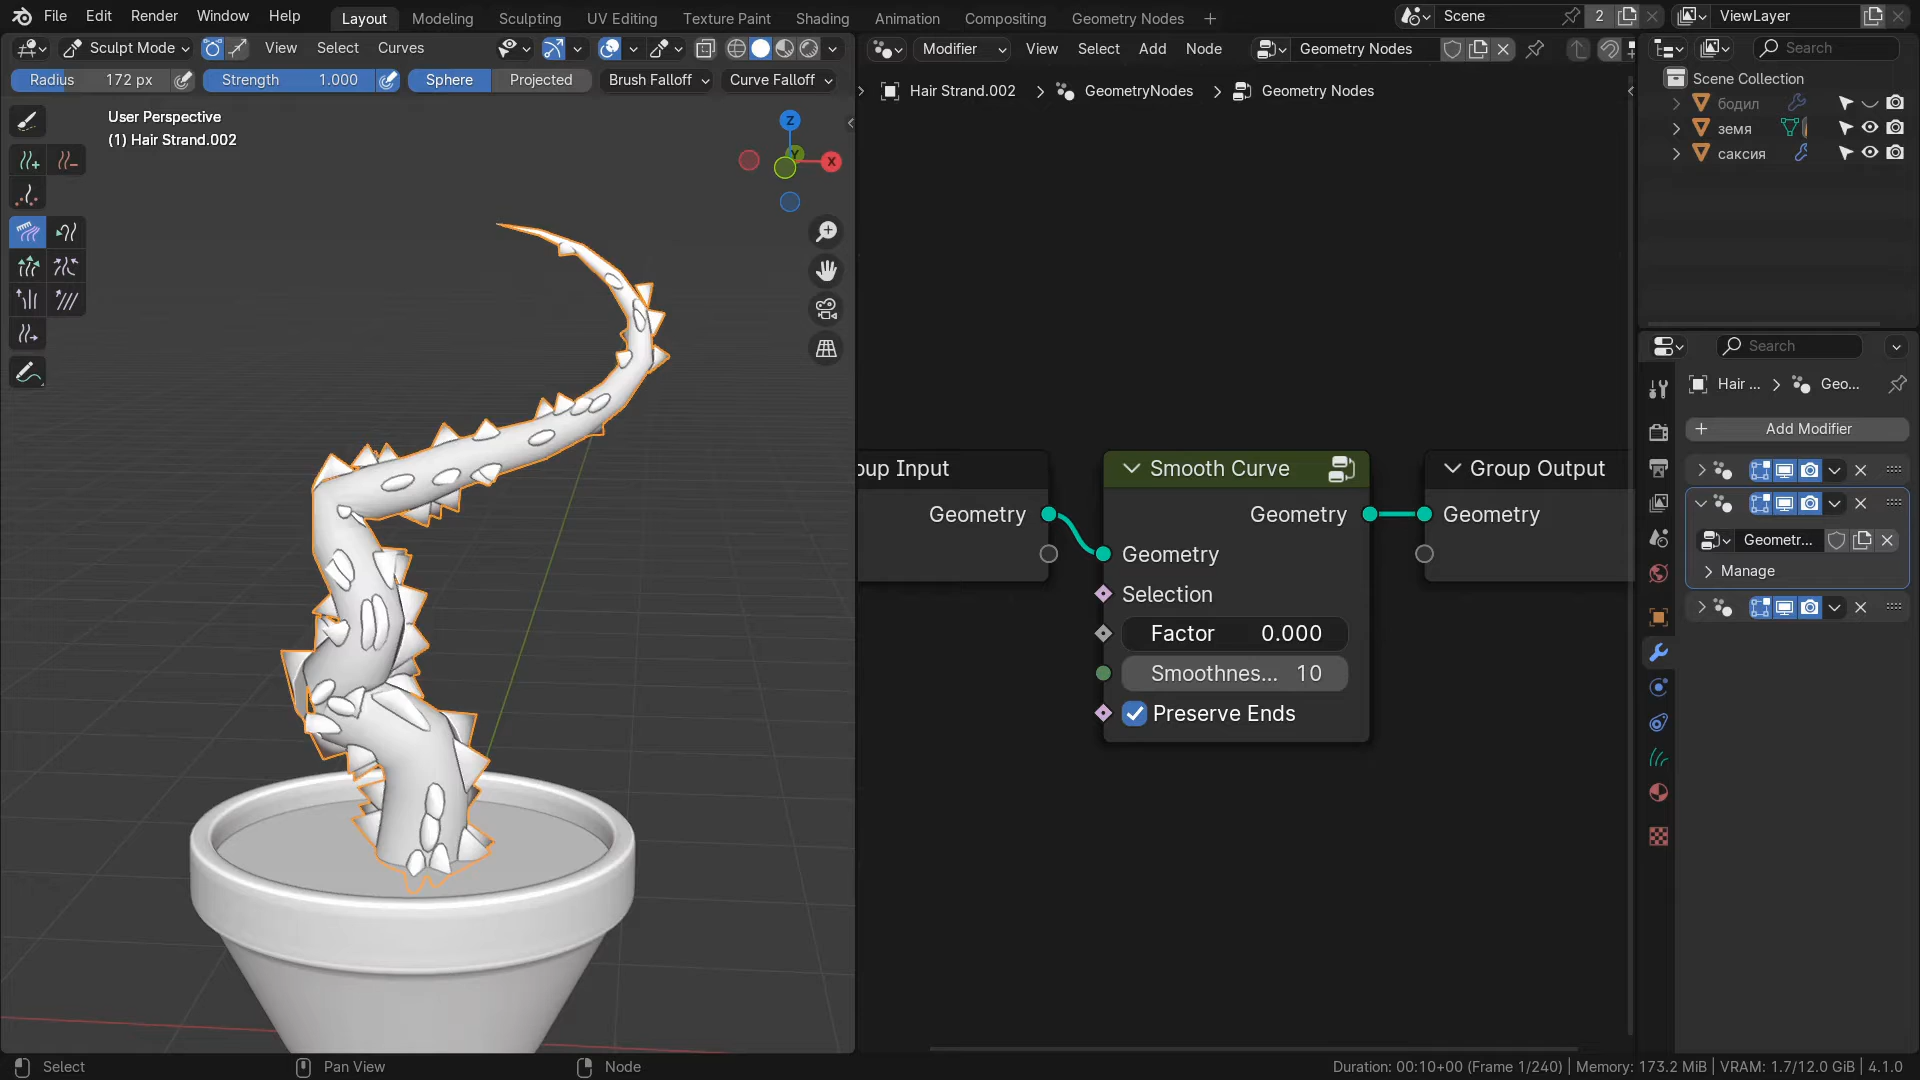 File Edit Render Window Help Layout Modeling Sculpting UV Editing Texture Paint Shading Animation Compositing Geometry Nodes Scene 2 ViewLayer
Sculpt Mode View Select Curves Modifier View Select Add Node Geometry Nodes Search
Radius 172 px Strength 1.000 Sphere Projected Brush Falloff Curve Falloff
Scene Collection
Hair Strand.002 GeometryNodes Geometry Nodes
бодил
земя
саксия
User Perspective
(1) Hair Strand.002
Z
Y
X
Search
Hair ... Geo...
Add Modifier
Geometr...
Manage
oup Input
Geometry
Smooth Curve
Geometry
Geometry
Selection
Factor 0.000
Smoothnes... 10
Preserve Ends
Group Output
Geometry
Select Pan View Node Duration: 00:10+00 (Frame 1/240) | Memory: 173.2 MiB | VRAM: 1.7/12.0 GiB | 4.1.0